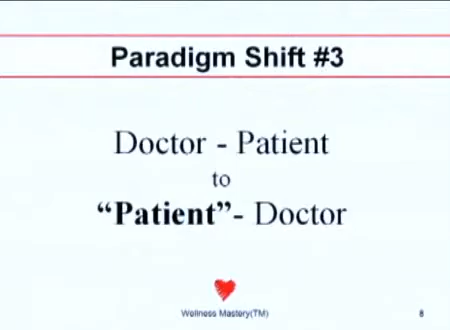 Paradigm Shift #3
Doctor - Patient
to
“Patient”- Doctor
Wellness Mastery(TM)
8